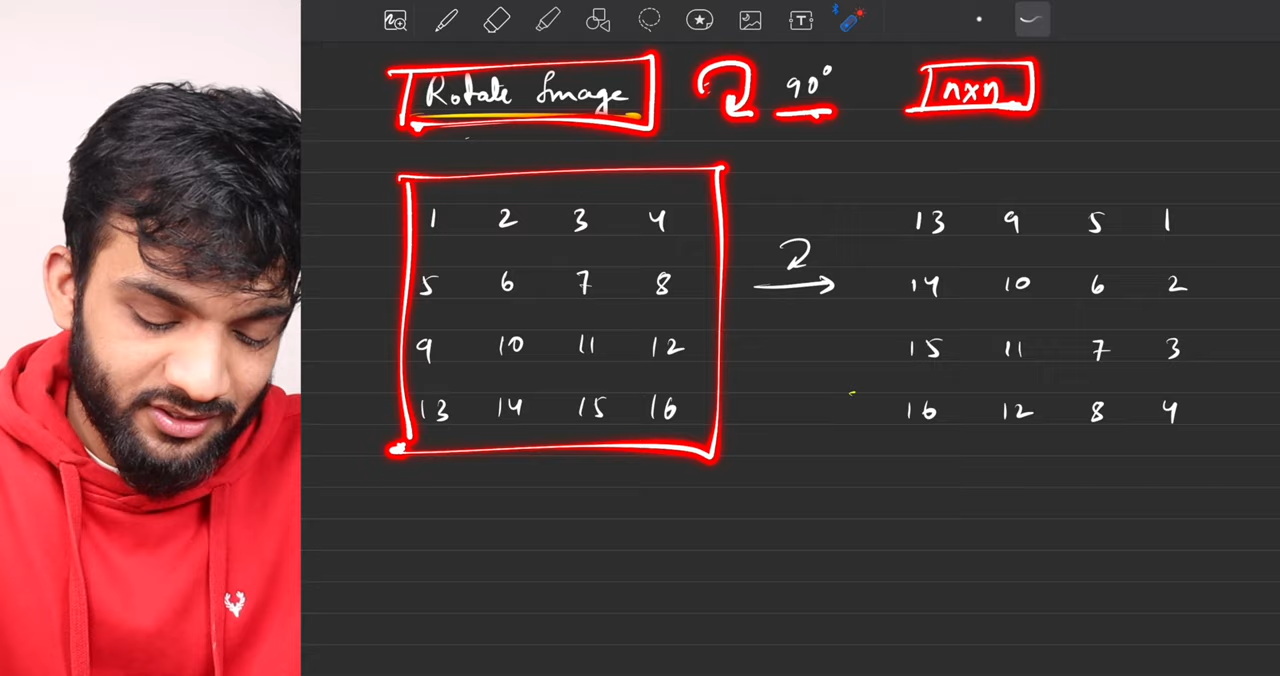 Rotate Image 90° nxn
1 2 3 4 13 9 5 1
5 6 7 8 14 10 6 2
9 10 11 12 15 11 7 3
13 14 15 16 16 12 8 4